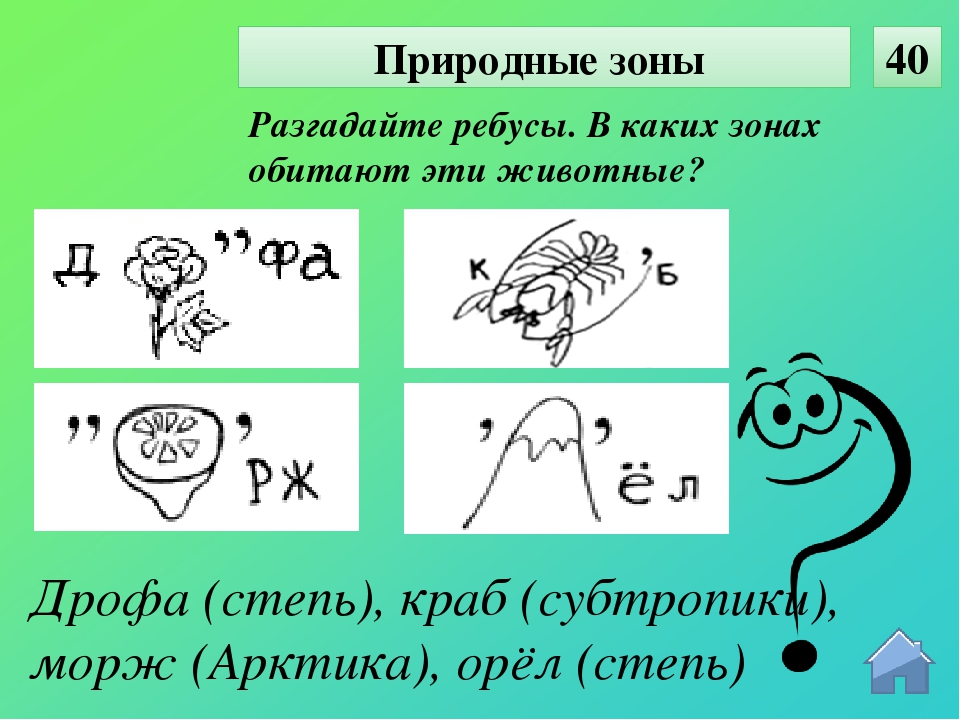 Природные зоны
40
Разгадайте ребусы. В каких зонах
обитают эти животные?
д ,, фа
к , Б
,, , рж
, , ёл
Дрофа (степь), краб (субтропики),
морж (Арктика), орёл (степь)